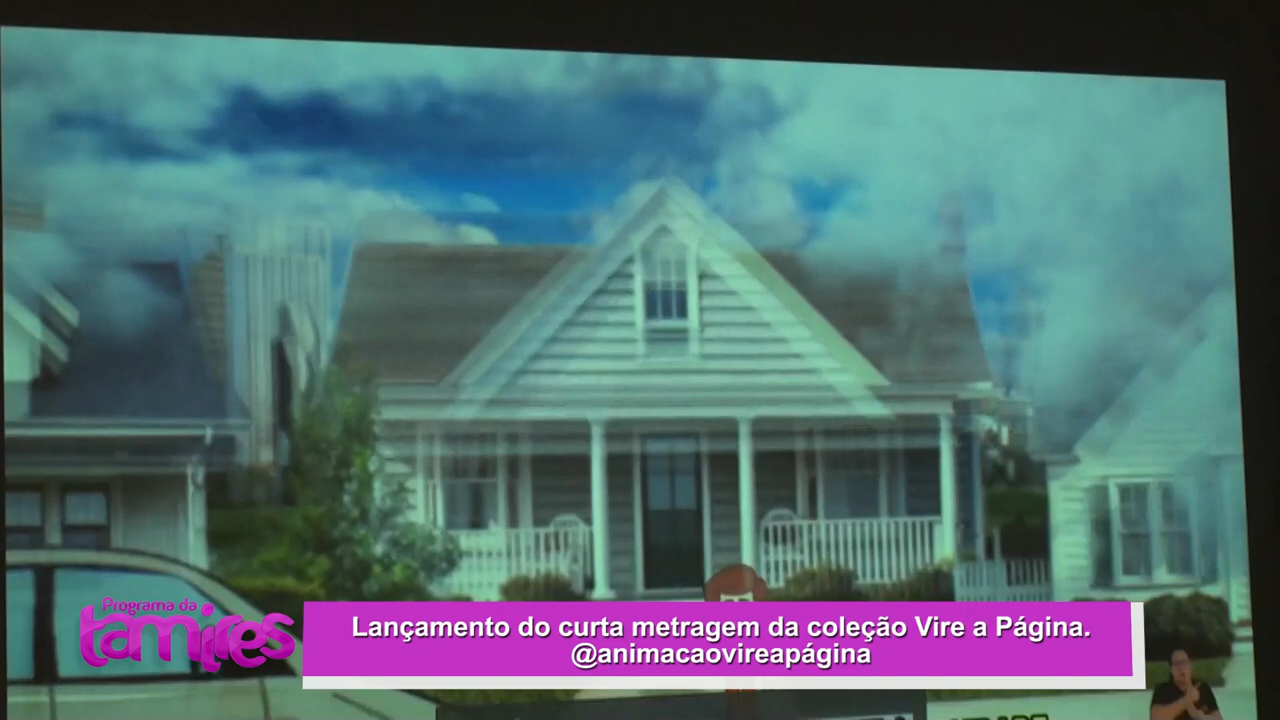 Programa da
tamires
Lançamento do curta metragem da coleção Vire a Página.
@animacaovireapágina